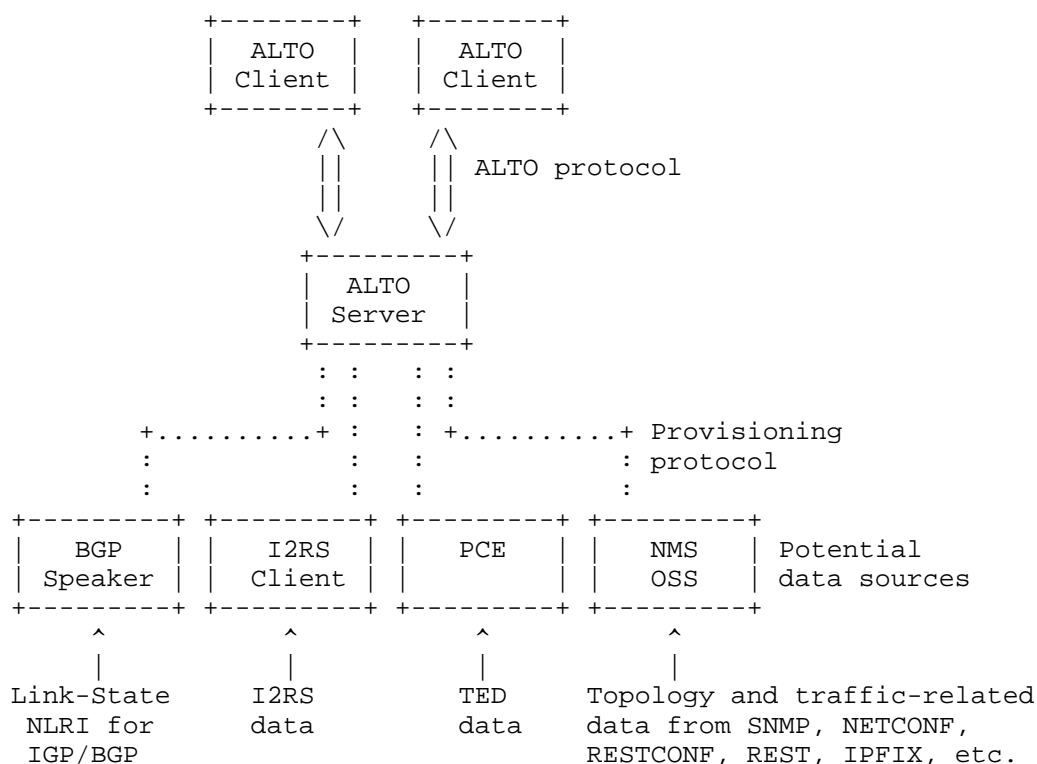 ALTO ALTO
Client Client
ALTO protocol
ALTO
Server
Provisioning
protocol
BGP I2RS PCE NMS Potential
Speaker Client OSS data sources
Link-State I2RS TED Topology and traffic-related
NLRI for data data data from SNMP, NETCONF,
IGP/BGP RESTCONF, REST, IPFIX, etc.